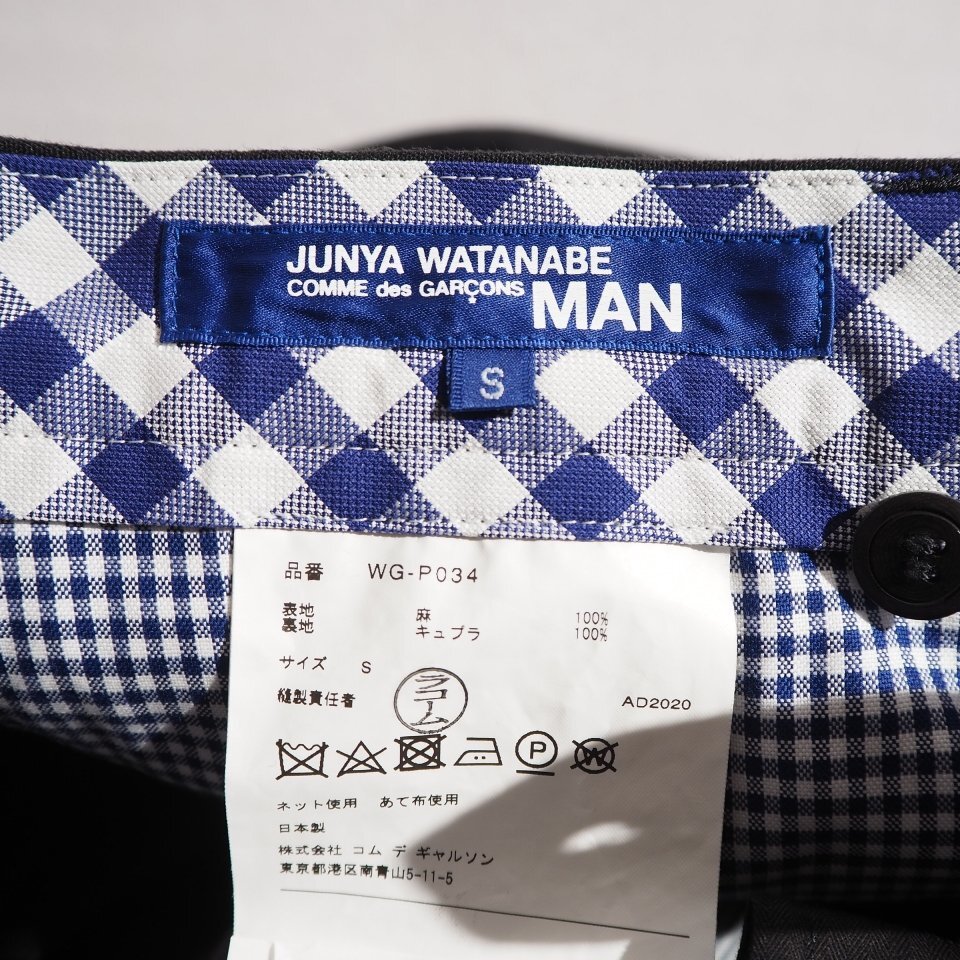 JUNYA WATANABE
COMME des GARÇONS MAN
S
品番 WG-P034
表地 麻 100%
裏地 キュプラ 100%
サイズ S
縫製責任者 ラコーム AD2020
P W
ネット使用 あて布使用
日本製
株式会社 コム デ ギャルソン
東京都港区南青山5-11-5